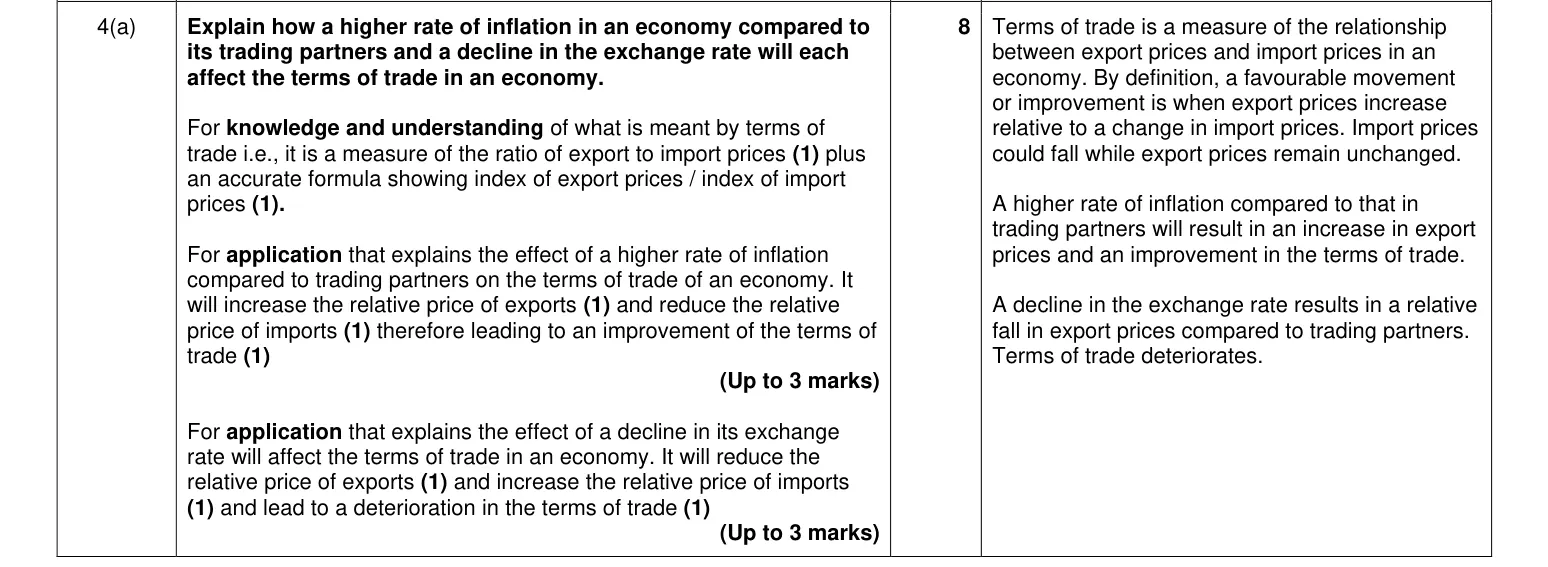 4(a)
Explain how a higher rate of inflation in an economy compared to
its trading partners and a decline in the exchange rate will each
affect the terms of trade in an economy.
For knowledge and understanding of what is meant by terms of
trade i.e., it is a measure of the ratio of export to import prices (1) plus
an accurate formula showing index of export prices / index of import
prices (1).
For application that explains the effect of a higher rate of inflation
compared to trading partners on the terms of trade of an economy. It
will increase the relative price of exports (1) and reduce the relative
price of imports (1) therefore leading to an improvement of the terms of
trade (1)
(Up to 3 marks)
For application that explains the effect of a decline in its exchange
rate will affect the terms of trade in an economy. It will reduce the
relative price of exports (1) and increase the relative price of imports
(1) and lead to a deterioration in the terms of trade (1)
(Up to 3 marks)
8
Terms of trade is a measure of the relationship
between export prices and import prices in an
economy. By definition, a favourable movement
or improvement is when export prices increase
relative to a change in import prices. Import prices
could fall while export prices remain unchanged.
A higher rate of inflation compared to that in
trading partners will result in an increase in export
prices and an improvement in the terms of trade.
A decline in the exchange rate results in a relative
fall in export prices compared to trading partners.
Terms of trade deteriorates.